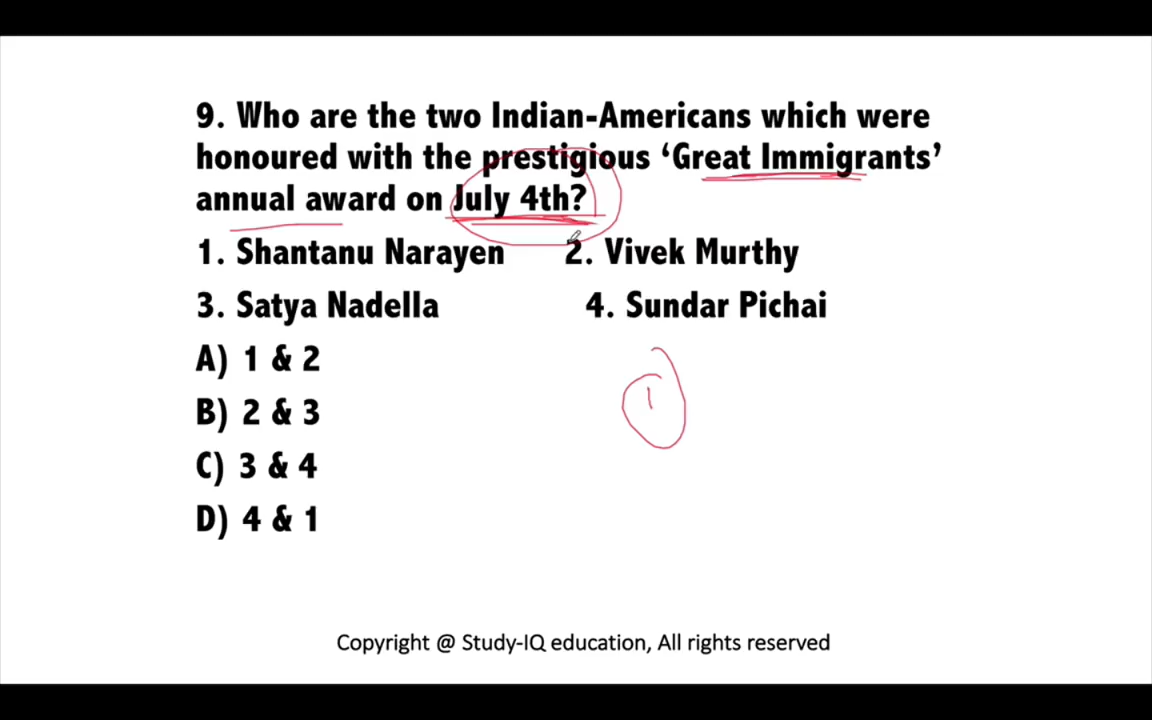 9. Who are the two Indian-Americans which were
honoured with the prestigious ‘Great Immigrants’
annual award on July 4th?
1. Shantanu Narayen 2. Vivek Murthy
3. Satya Nadella 4. Sundar Pichai
A) 1 & 2
B) 2 & 3
C) 3 & 4
D) 4 & 1
1
Copyright @ Study-IQ education, All rights reserved